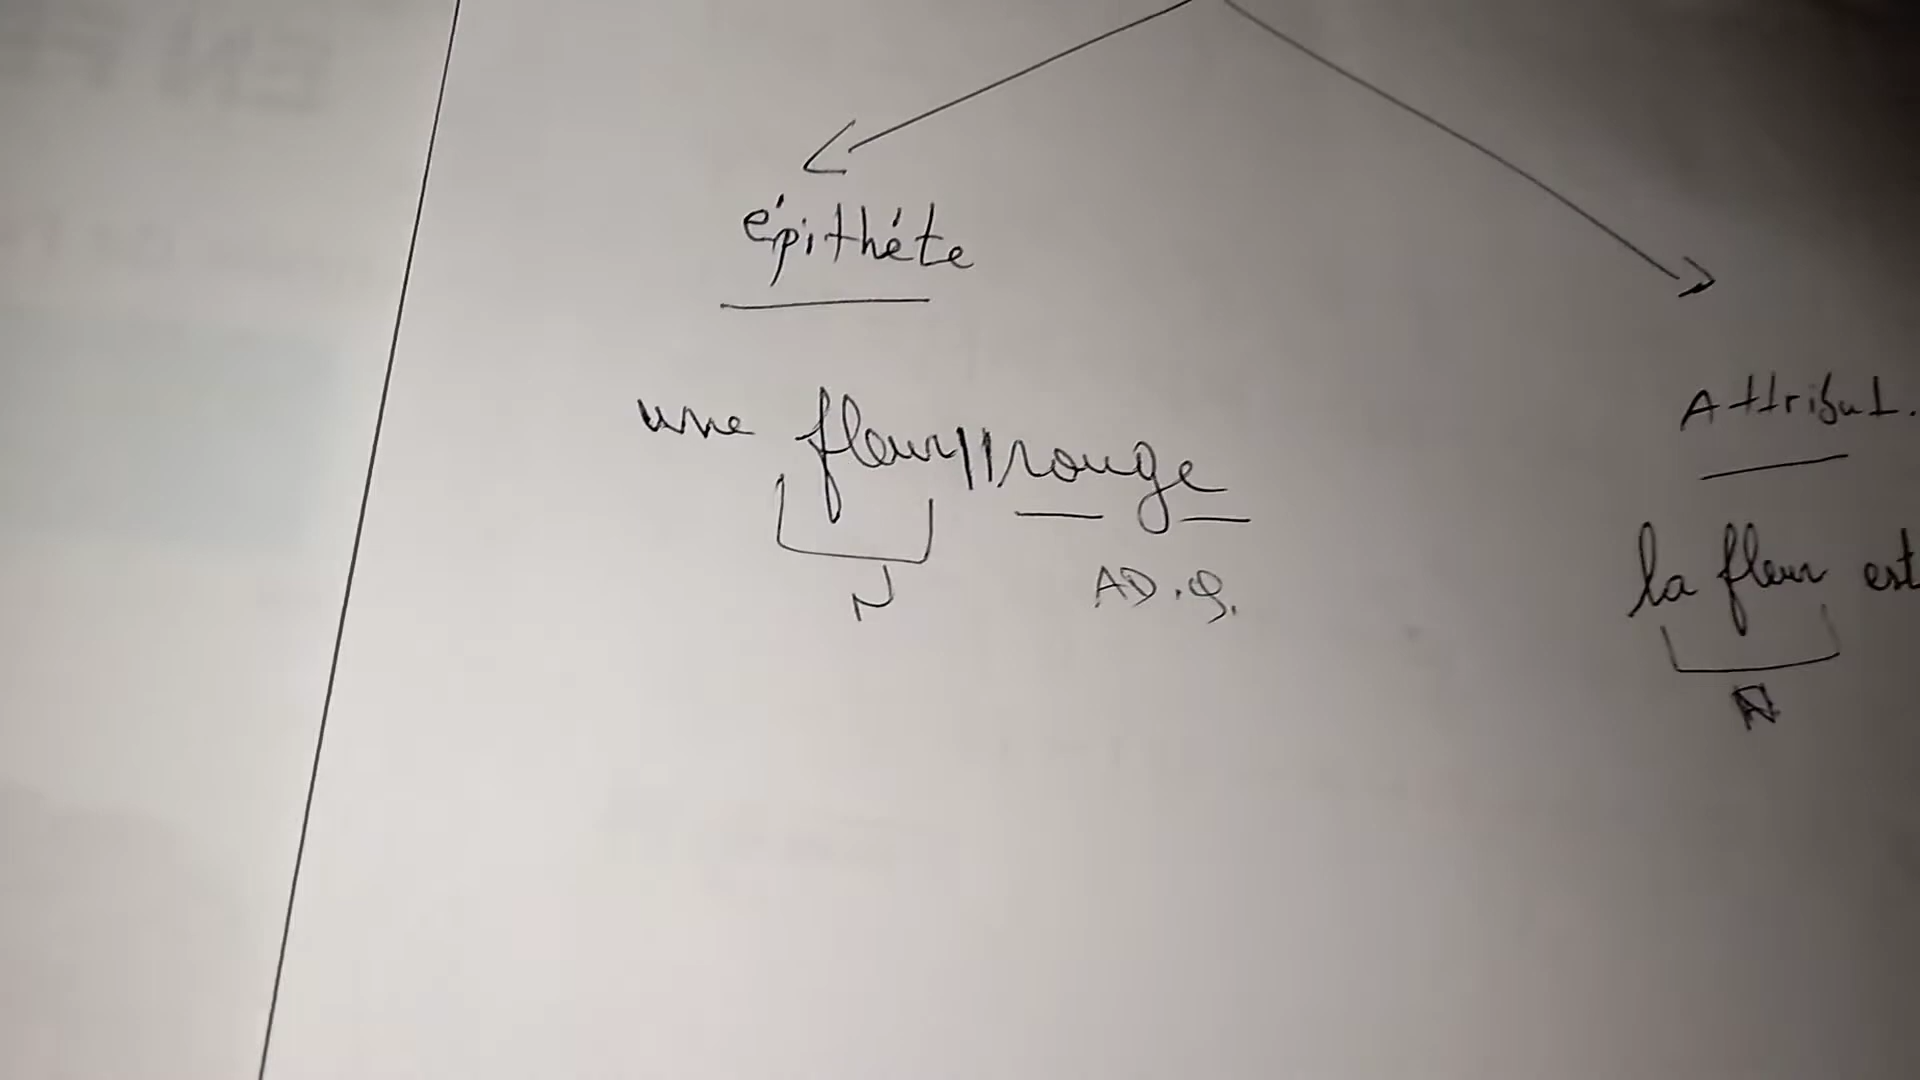 épithéte
une fleur//rouge
N
AD.Q.
Attribut.
la fleur est
N